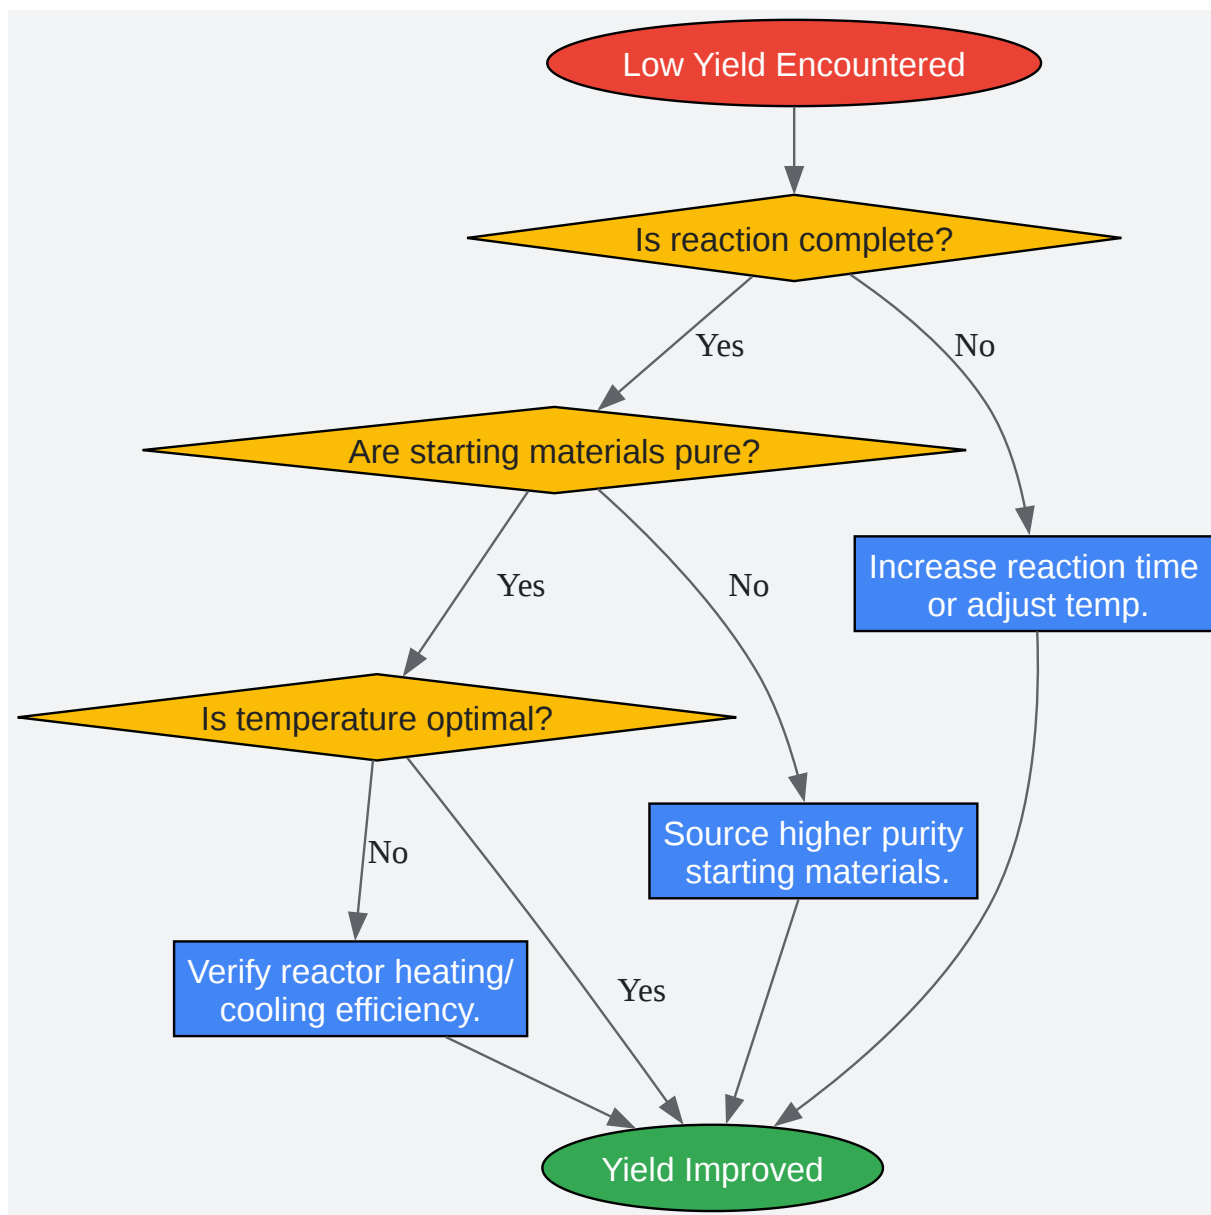 Low Yield Encountered
Is reaction complete?
Yes
No
Are starting materials pure?
Increase reaction time
or adjust temp.
Yes
No
Is temperature optimal?
Source higher purity
starting materials.
No
Verify reactor heating/
cooling efficiency.
Yes
Yield Improved